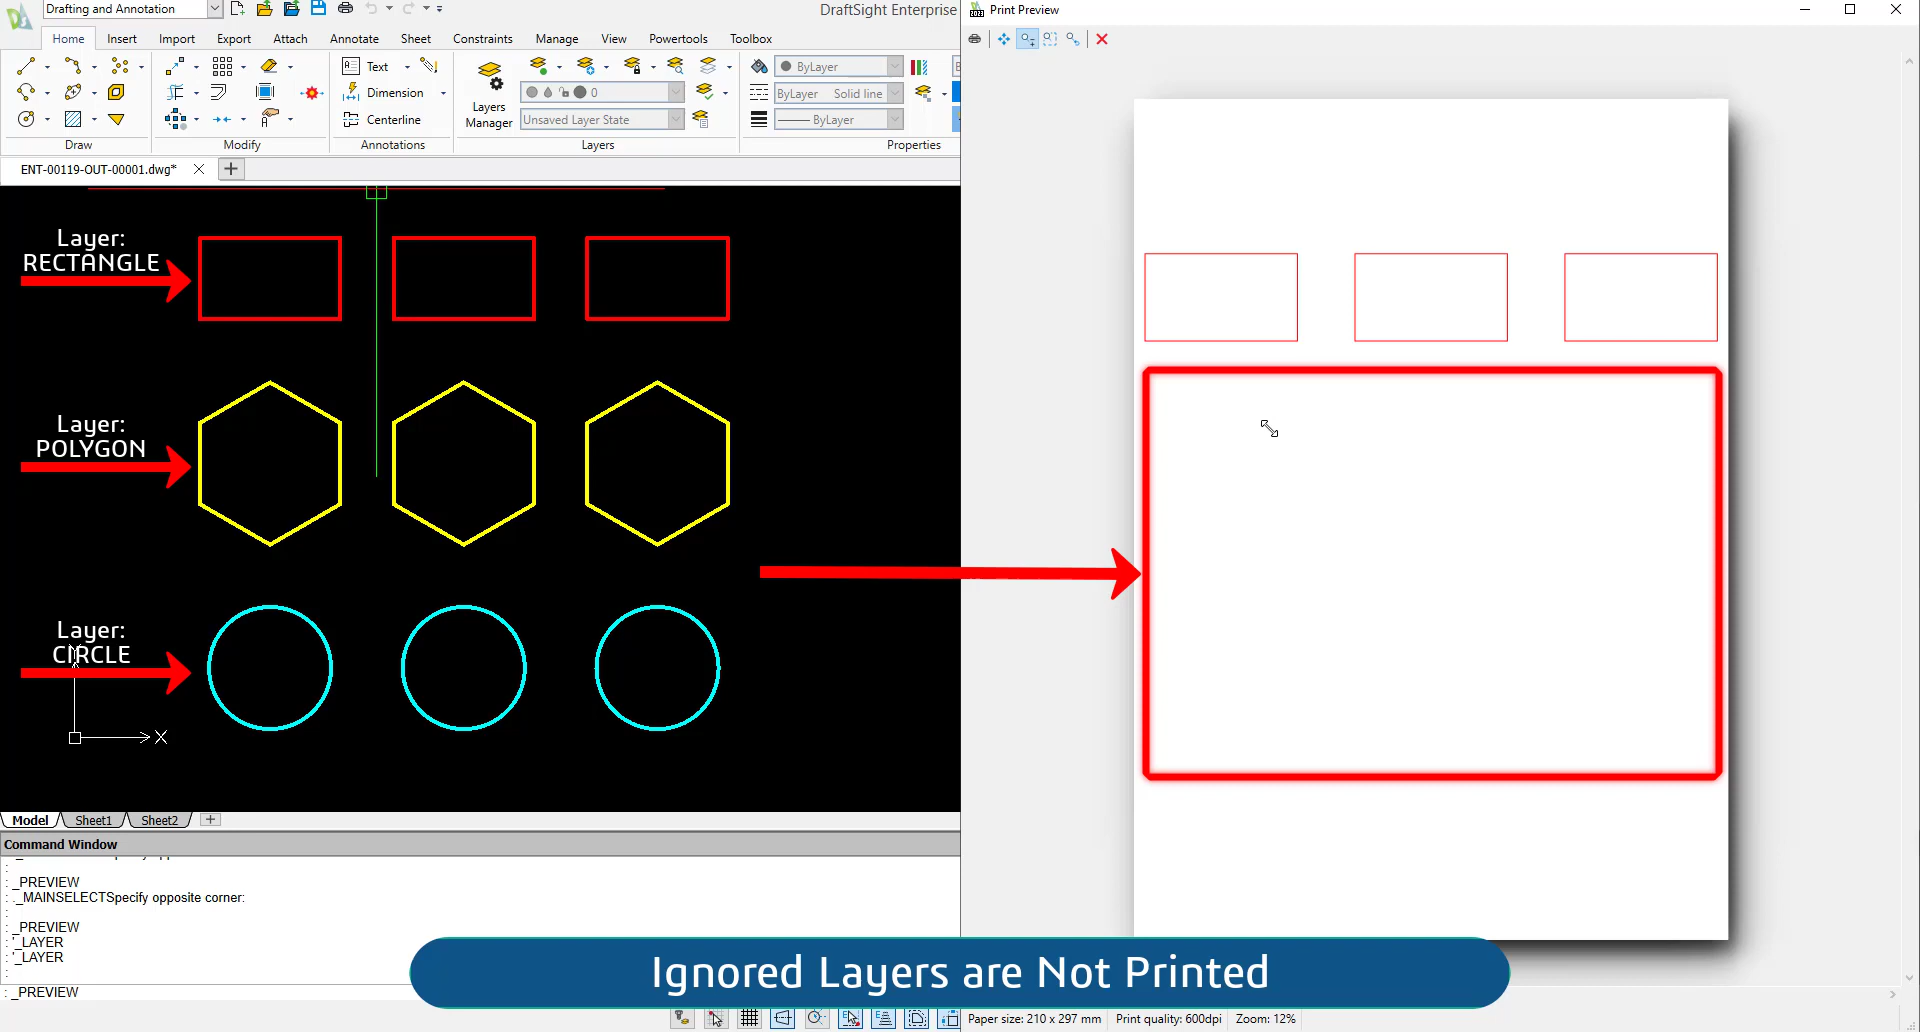 Drafting and Annotation
DraftSight Enterprise
Print Preview
Home Insert Import Export Attach Annotate Sheet Constraints Manage View Powertools Toolbox
Text
Dimension
Centerline
Layers
Manager
0
Unsaved Layer State
ByLayer
ByLayer Solid line
ByLayer
Draw Modify Annotations Layers Properties
ENT-00119-OUT-00001.dwg*
Layer:
RECTANGLE
Layer:
POLYGON
Layer:
CIRCLE
Y
X
Model Sheet1 Sheet2
Command Window
: _PREVIEW
: ._MAINSELECTSpecify opposite corner:
:
: _PREVIEW
: '_LAYER
: '_LAYER
:
: _PREVIEW
Ignored Layers are Not Printed
Paper size: 210 x 297 mm Print quality: 600dpi Zoom: 12%